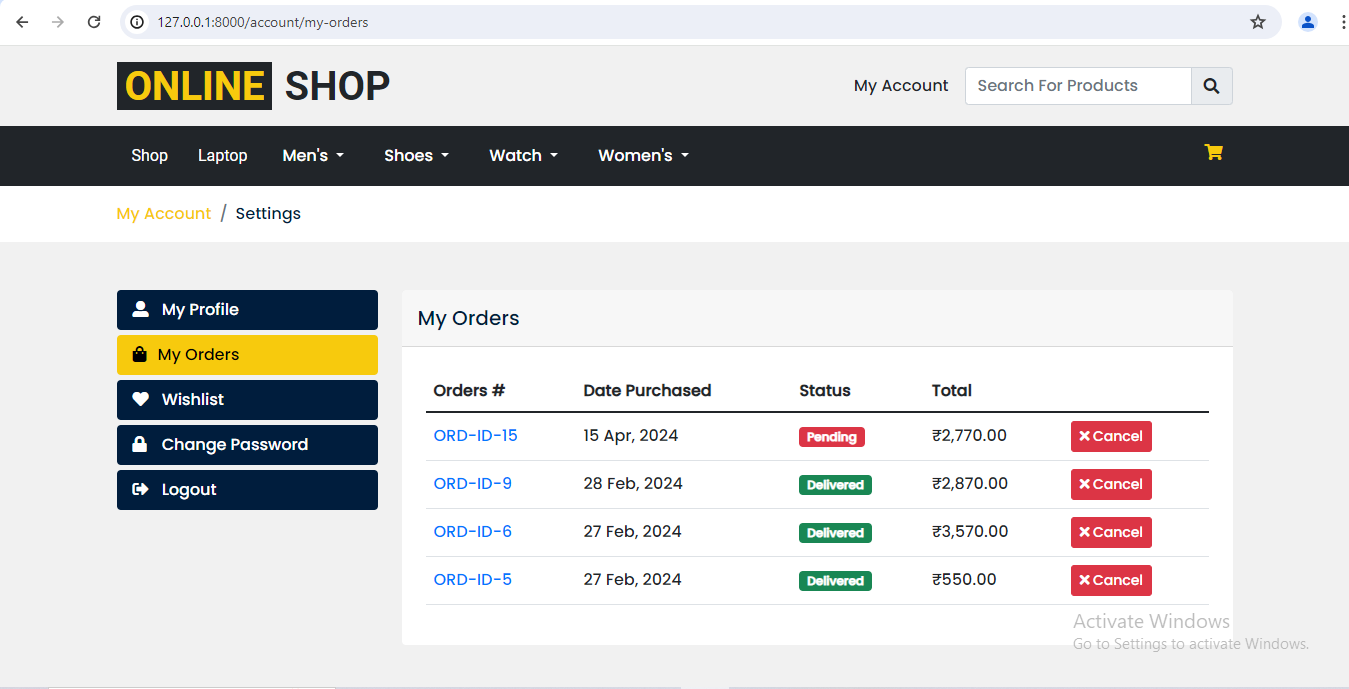 127.0.0.1:8000/account/my-orders
ONLINE SHOP
My Account Search For Products
Shop Laptop Men's Shoes Watch Women's
My Account / Settings
My Profile
My Orders
Wishlist
Change Password
Logout
My Orders
Orders # Date Purchased Status Total
ORD-ID-15 15 Apr, 2024 Pending ₹2,770.00 Cancel
ORD-ID-9 28 Feb, 2024 Delivered ₹2,870.00 Cancel
ORD-ID-6 27 Feb, 2024 Delivered ₹3,570.00 Cancel
ORD-ID-5 27 Feb, 2024 Delivered ₹550.00 Cancel
Activate Windows
Go to Settings to activate Windows.